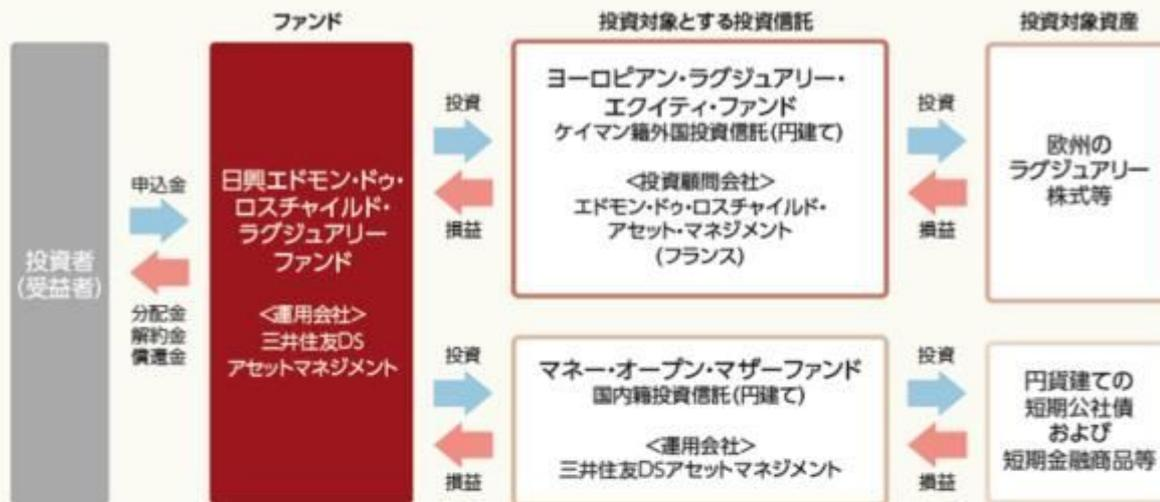 ファンド
投資対象とする投資信託
投資対象資産
投資者
(受益者)
申込金
分配金
解約金
償還金
日興エドモン・ドゥ・
ロスチャイルド・
ラグジュアリー
ファンド
<運用会社>
三井住友DS
アセットマネジメント
投資
損益
ヨーロピアン・ラグジュアリー・
エクイティ・ファンド
ケイマン籍外国投資信託(円建て)
<投資顧問会社>
エドモン・ドゥ・ロスチャイルド・
アセット・マネジメント
(フランス)
投資
損益
欧州の
ラグジュアリー
株式等
投資
損益
マネー・オープン・マザーファンド
国内籍投資信託(円建て)
<運用会社>
三井住友DSアセットマネジメント
投資
損益
円貨建ての
短期公社債
および
短期金融商品等